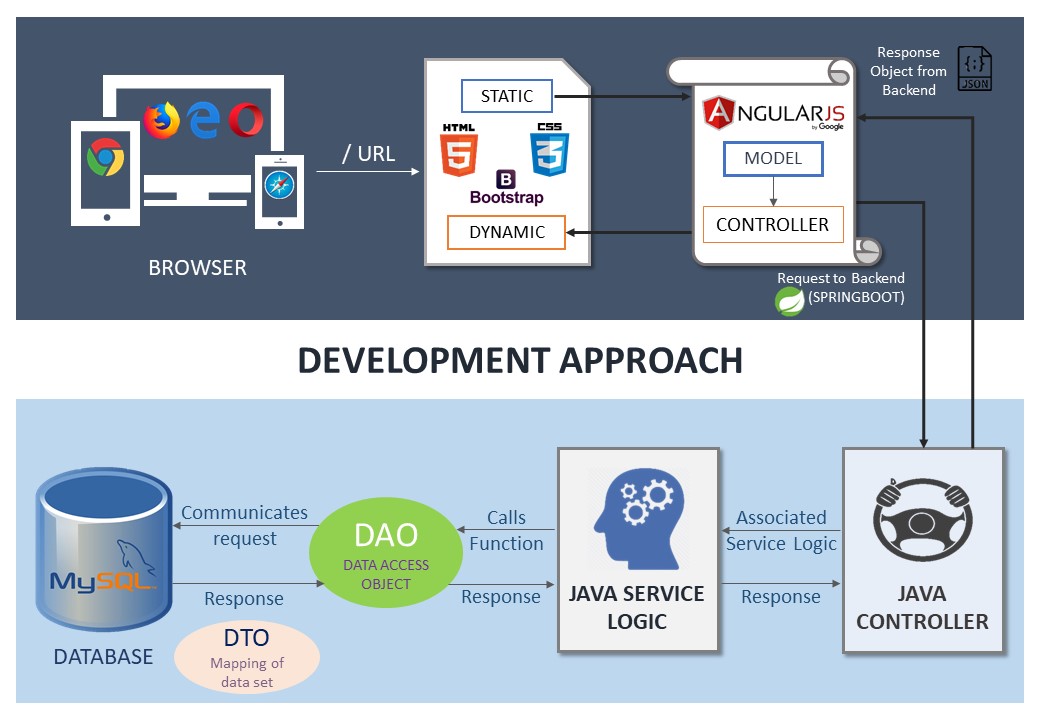 Response
Object from
Backend
{;}
JSON
STATIC
HTML
5
CSS
3
B
Bootstrap
DYNAMIC
/ URL
BROWSER
ANGULARJS
by Google
MODEL
CONTROLLER
Request to Backend
(SPRINGBOOT)
DEVELOPMENT APPROACH
MySQL
DATABASE
Communicates
request
Response
DTO
Mapping of
data set
DAO
DATA ACCESS
OBJECT
Calls
Function
Response
JAVA SERVICE
LOGIC
Associated
Service Logic
Response
JAVA
CONTROLLER